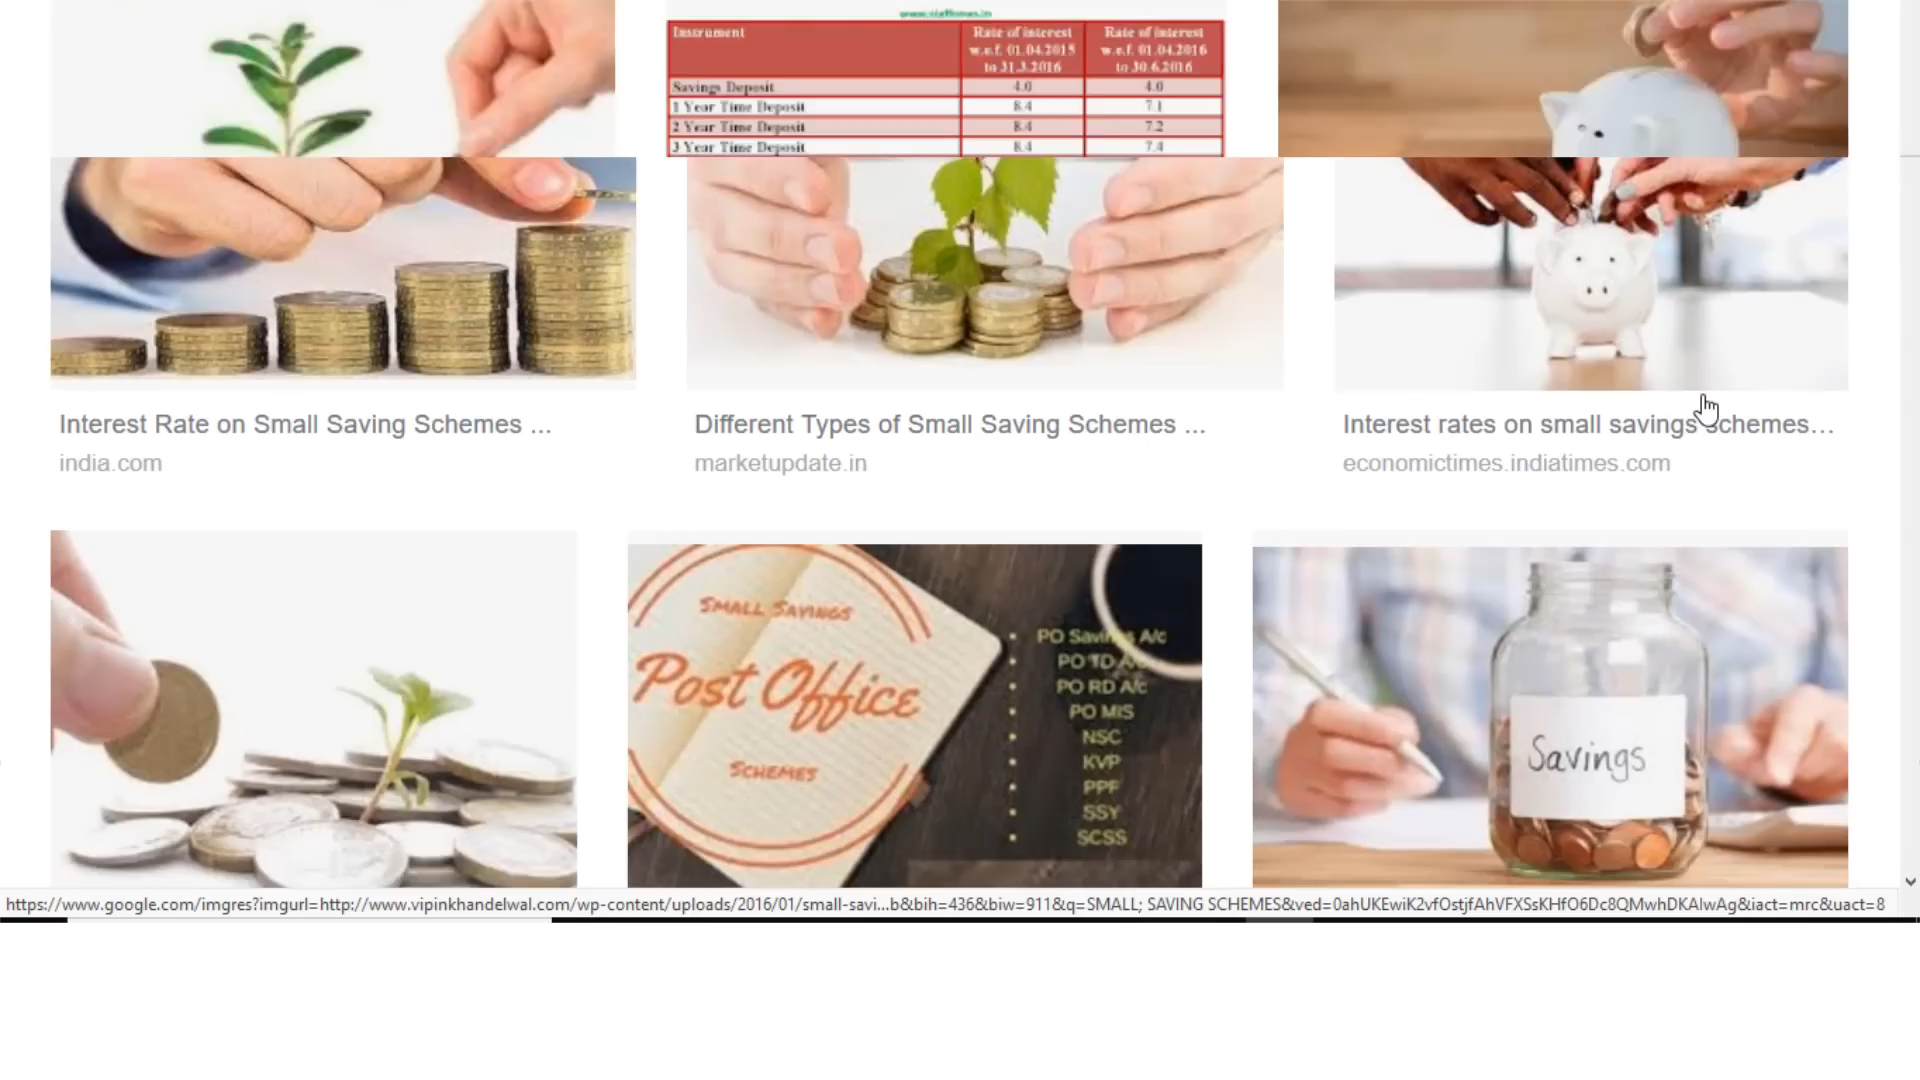 Instrument
Rate of interest
w.e.f. 01.04.2015
to 31.3.2016
Rate of interest
w.e.f. 01.04.2016
to 30.6.2016
Savings Deposit 4.0 4.0
1 Year Time Deposit 8.4 7.1
2 Year Time Deposit 8.4 7.2
3 Year Time Deposit 8.4 7.4
Interest Rate on Small Saving Schemes ...
india.com
Different Types of Small Saving Schemes ...
marketupdate.in
Interest rates on small savings schemes...
economictimes.indiatimes.com
SMALL SAVINGS
Post Office
SCHEMES
PO Savings A/c
PO TD A/c
PO RD A/c
PO MIS
NSC
KVP
PPF
SSY
SCSS
Savings
https://www.google.com/imgres?imgurl=http://www.vipinkhandelwal.com/wp-content/uploads/2016/01/small-savi...b&bih=436&biw=911&q=SMALL; SAVING SCHEMES&ved=0ahUKEwiK2vfOstjfAhVFXSsKHfO6Dc8QMwhDKAlwAg&iact=mrc&uact=8